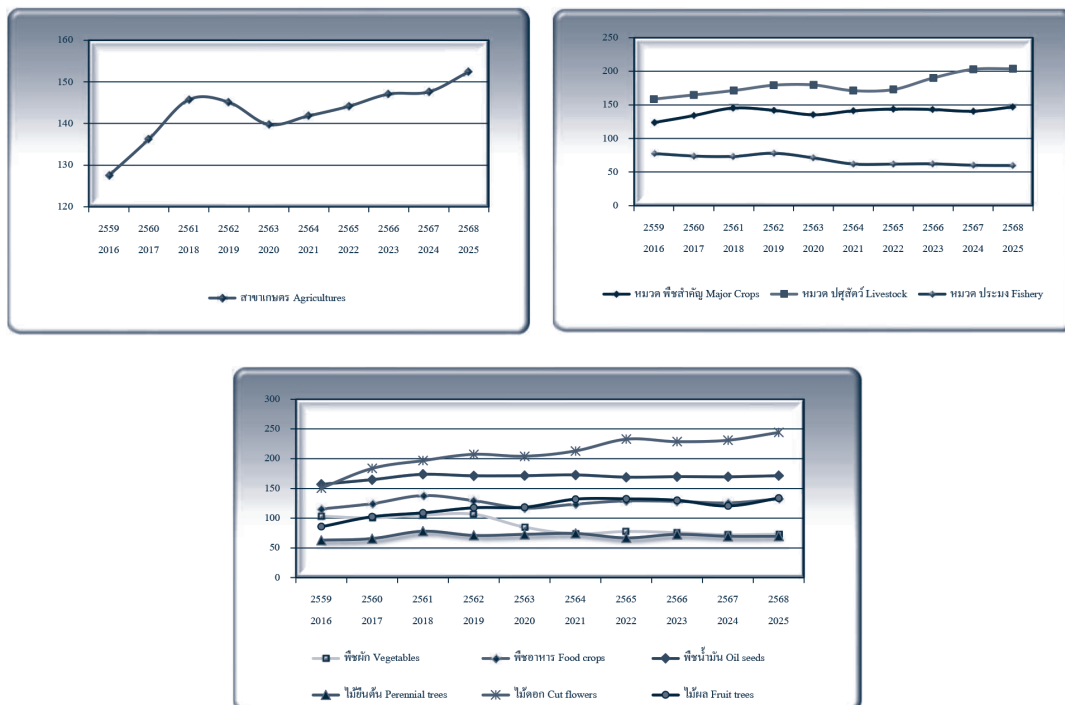 160
150
140
130
120
2559 2560 2561 2562 2563 2564 2565 2566 2567 2568
2016 2017 2018 2019 2020 2021 2022 2023 2024 2025
สาขาเกษตร Agricultures
250
200
150
100
50
0
2559 2560 2561 2562 2563 2564 2565 2566 2567 2568
2016 2017 2018 2019 2020 2021 2022 2023 2024 2025
หมวด พืชสำคัญ Major Crops หมวด ปศุสัตว์ Livestock หมวด ประมง Fishery
300
250
200
150
100
50
0
2559 2560 2561 2562 2563 2564 2565 2566 2567 2568
2016 2017 2018 2019 2020 2021 2022 2023 2024 2025
พืชผัก Vegetables พืชอาหาร Food crops พืชน้ำมัน Oil seeds
ไม้ยืนต้น Perennial trees ไม้ดอก Cut flowers ไม้ผล Fruit trees